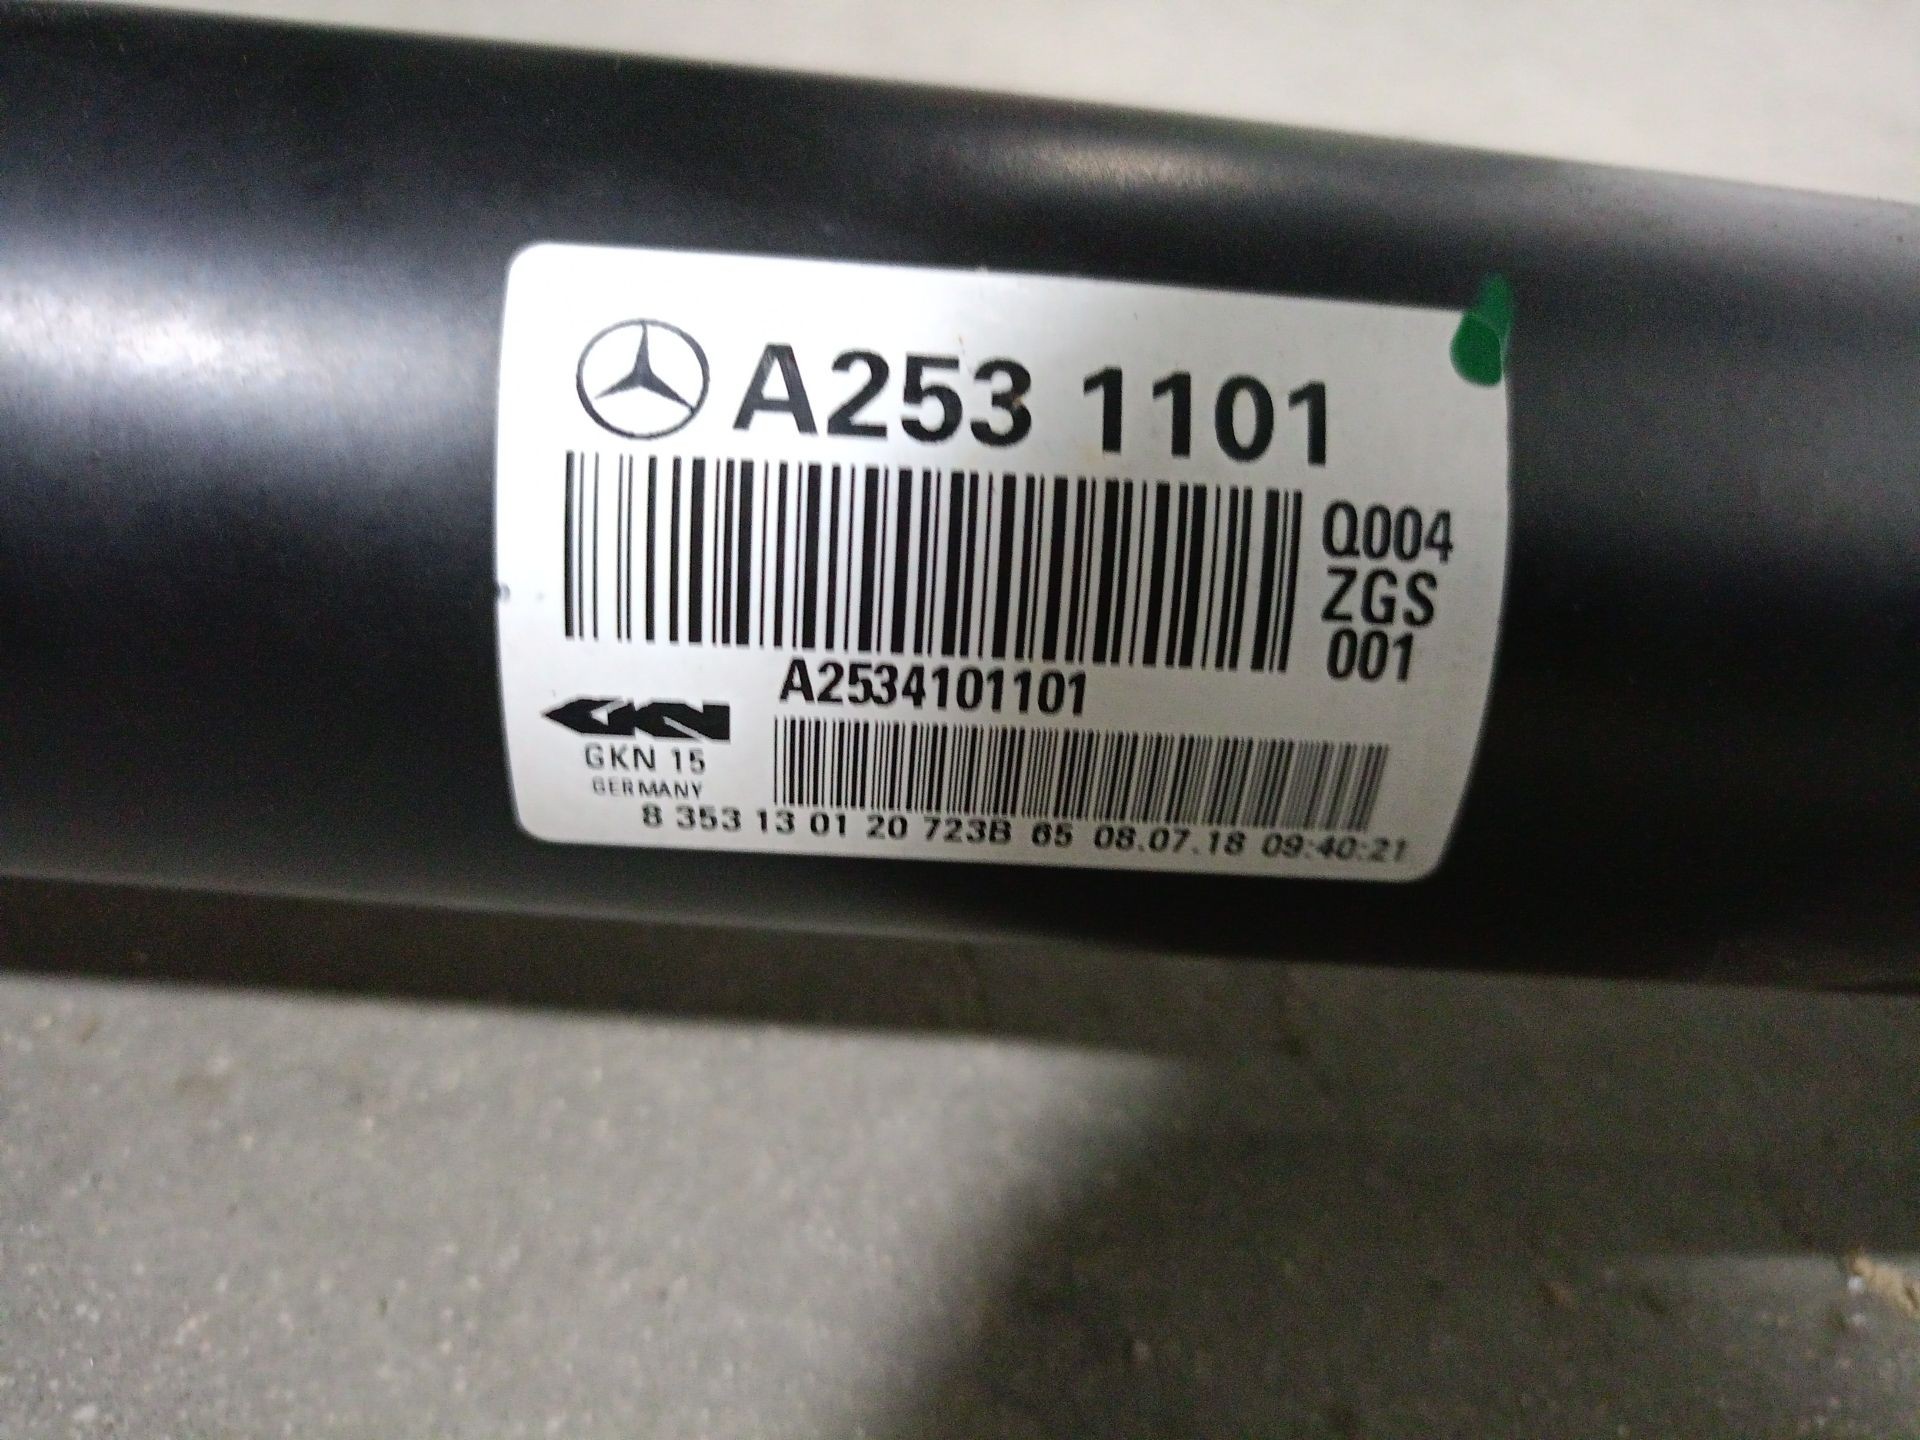 A253 1101
Q004
ZGS
001
A2534101101
GKN
GKN 15
GERMANY
8 353 13 01 20 723B 65 08.07.18 09:40:21